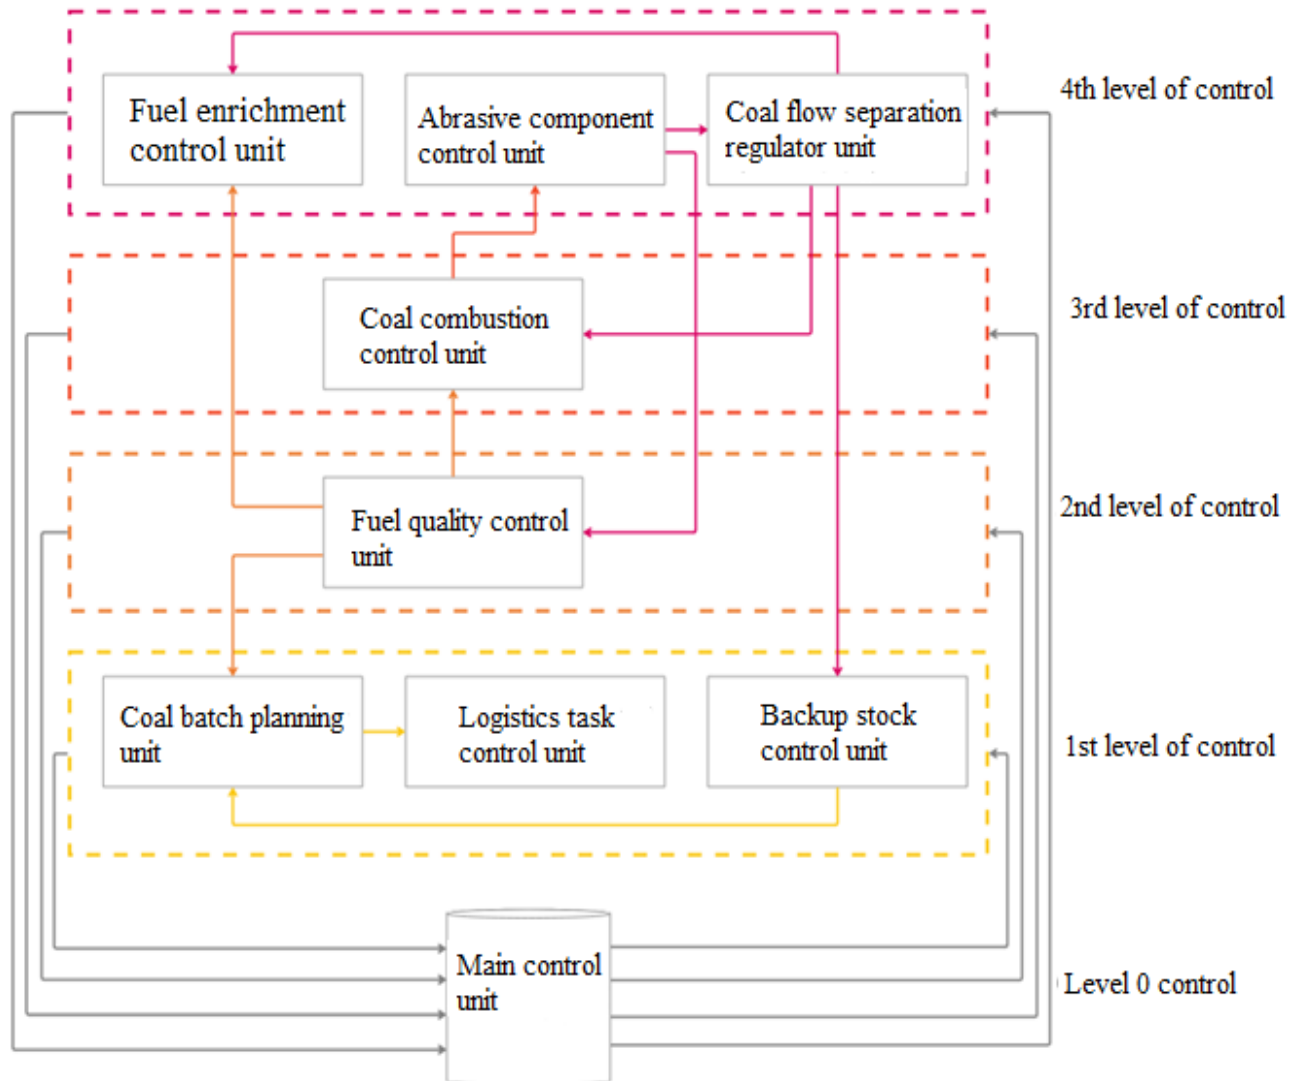 4th level of control
Fuel enrichment
control unit
Abrasive component
control unit
Coal flow separation
regulator unit
3rd level of control
Coal combustion
control unit
2nd level of control
Fuel quality control
unit
1st level of control
Coal batch planning
unit
Logistics task
control unit
Backup stock
control unit
Main control
unit
Level 0 control